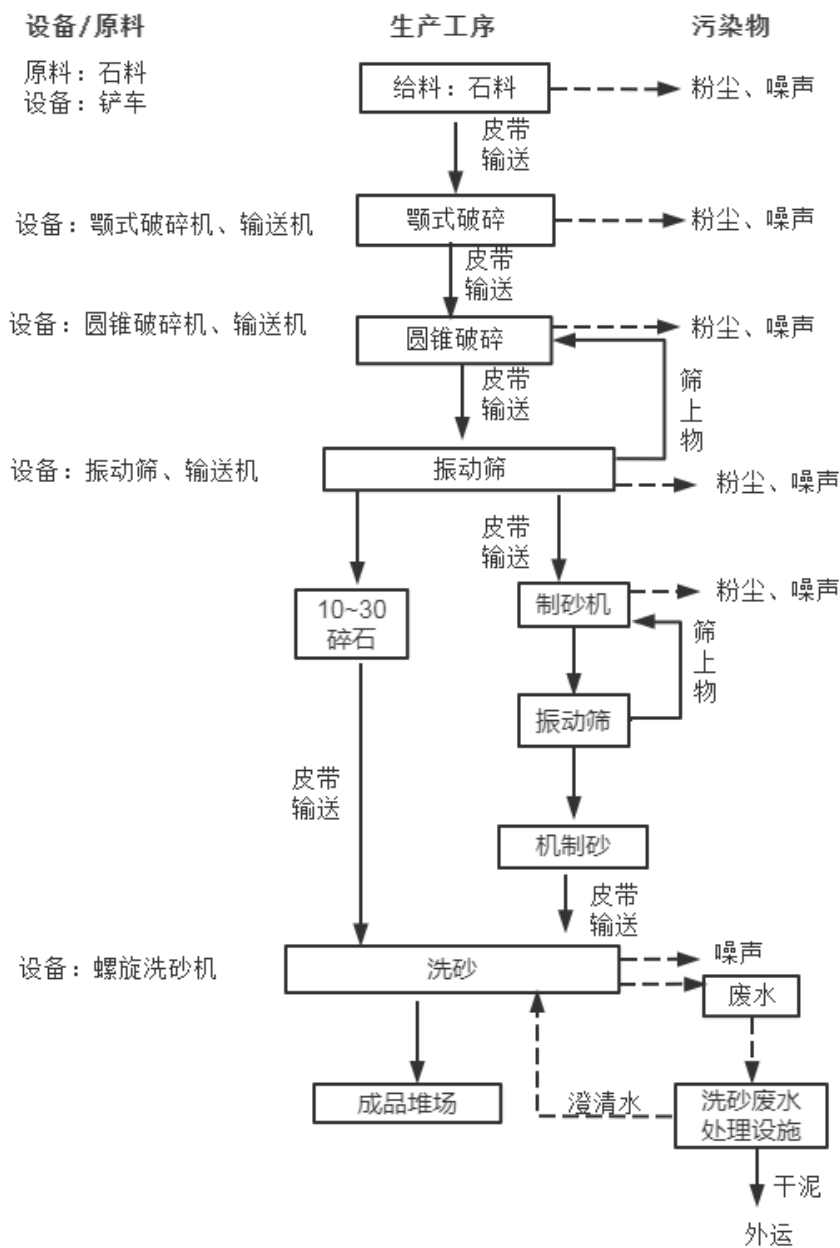 设备/原料
生产工序
污染物
原料：石料
设备：铲车
给料：石料
粉尘、噪声
皮带
输送
设备：颚式破碎机、输送机
颚式破碎
粉尘、噪声
皮带
输送
设备：圆锥破碎机、输送机
圆锥破碎
粉尘、噪声
皮带
输送
筛
上
物
设备：振动筛、输送机
振动筛
粉尘、噪声
皮带
输送
10~30
碎石
制砂机
粉尘、噪声
筛
上
物
振动筛
皮带
输送
机制砂
皮带
输送
设备：螺旋洗砂机
洗砂
噪声
废水
成品堆场
澄清水
洗砂废水
处理设施
干泥
外运